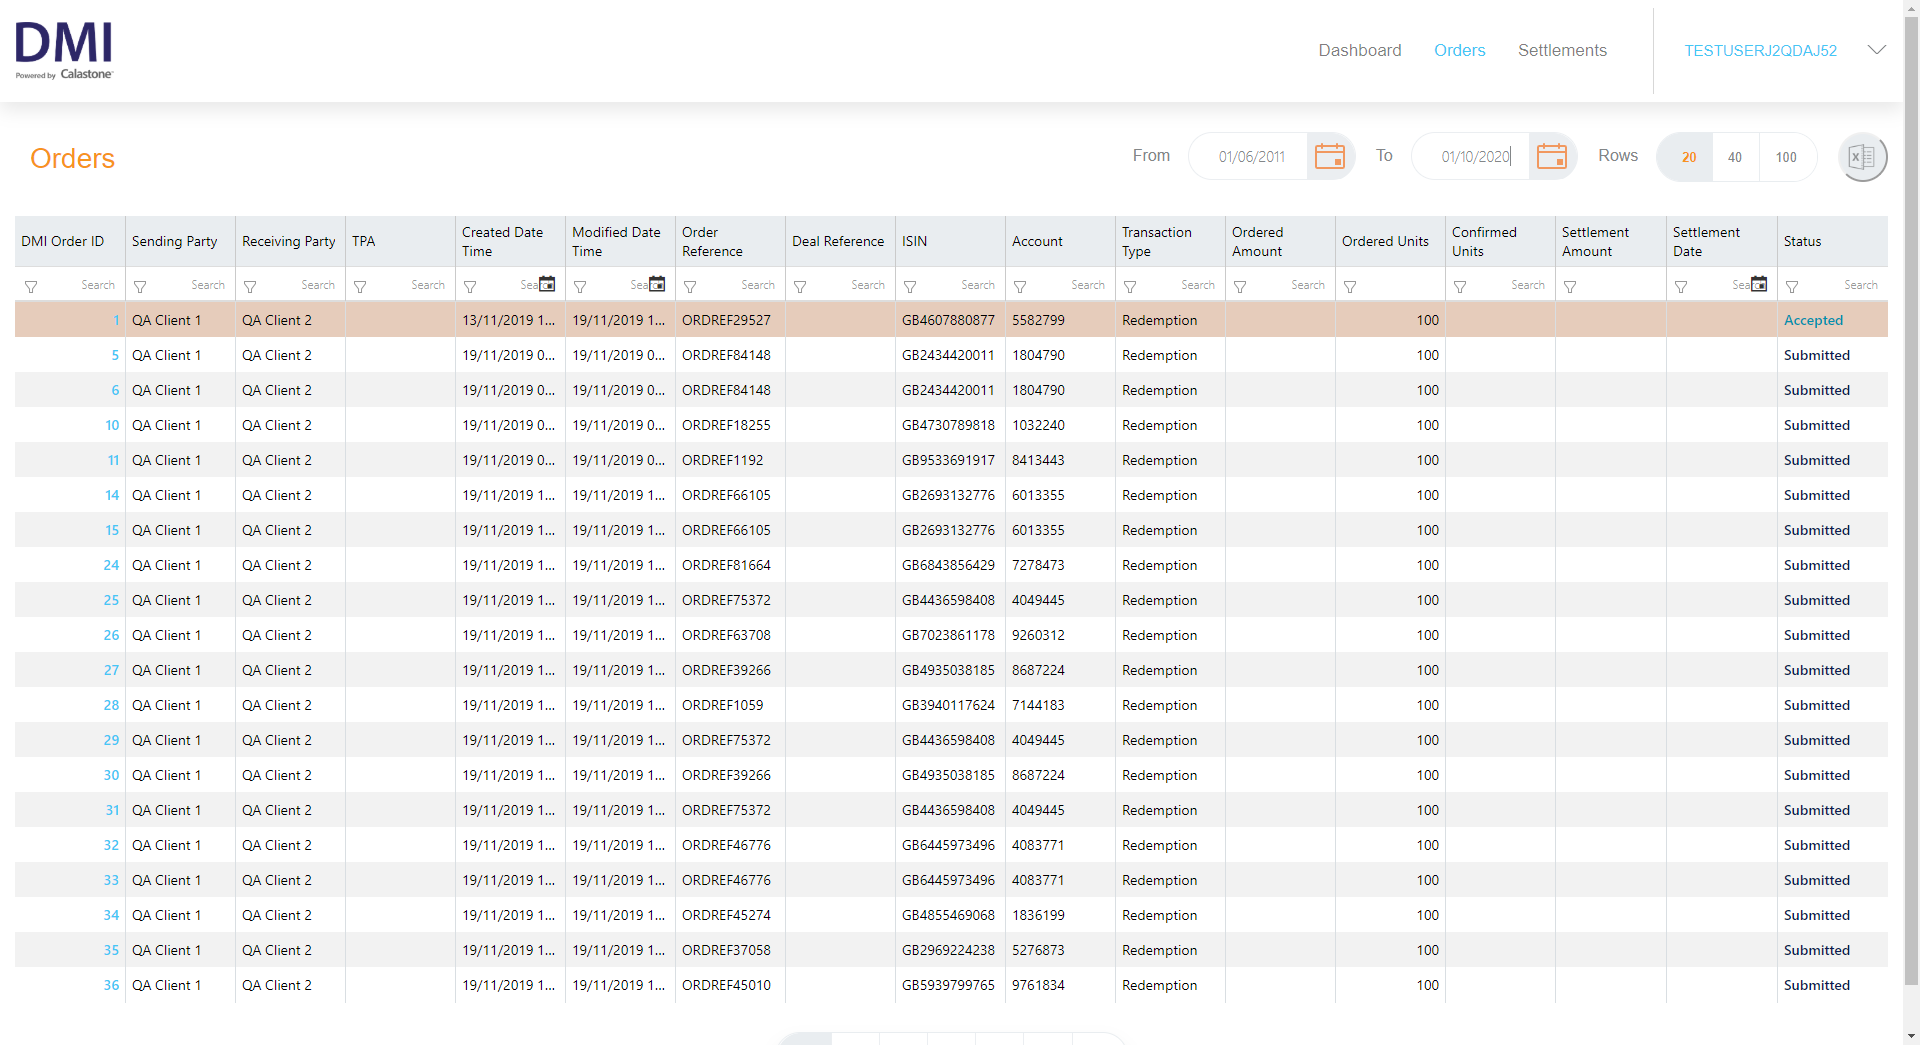 DMI
Powered by Calastone
Dashboard Orders Settlements TESTUSERJ2QDAJ52
Orders
From 01/06/2011 To 01/10/2020 Rows 20 40 100
DMI Order ID Sending Party Receiving Party TPA Created Date Time Modified Date Time Order Reference Deal Reference ISIN Account Transaction Type Ordered Amount Ordered Units Confirmed Units Settlement Amount Settlement Date Status
Search Search Search Search Search Search Search Search Search Search Search Search Search Search
1 QA Client 1 QA Client 2 13/11/2019 1... 19/11/2019 1... ORDREF29527 GB4607880877 5582799 Redemption 100 Accepted
5 QA Client 1 QA Client 2 19/11/2019 0... 19/11/2019 0... ORDREF84148 GB2434420011 1804790 Redemption 100 Submitted
6 QA Client 1 QA Client 2 19/11/2019 0... 19/11/2019 0... ORDREF84148 GB2434420011 1804790 Redemption 100 Submitted
10 QA Client 1 QA Client 2 19/11/2019 0... 19/11/2019 0... ORDREF18255 GB4730789818 1032240 Redemption 100 Submitted
11 QA Client 1 QA Client 2 19/11/2019 0... 19/11/2019 0... ORDREF1192 GB9533691917 8413443 Redemption 100 Submitted
14 QA Client 1 QA Client 2 19/11/2019 1... 19/11/2019 1... ORDREF66105 GB2693132776 6013355 Redemption 100 Submitted
15 QA Client 1 QA Client 2 19/11/2019 1... 19/11/2019 1... ORDREF66105 GB2693132776 6013355 Redemption 100 Submitted
24 QA Client 1 QA Client 2 19/11/2019 1... 19/11/2019 1... ORDREF81664 GB6843856429 7278473 Redemption 100 Submitted
25 QA Client 1 QA Client 2 19/11/2019 1... 19/11/2019 1... ORDREF75372 GB4436598408 4049445 Redemption 100 Submitted
26 QA Client 1 QA Client 2 19/11/2019 1... 19/11/2019 1... ORDREF63708 GB7023861178 9260312 Redemption 100 Submitted
27 QA Client 1 QA Client 2 19/11/2019 1... 19/11/2019 1... ORDREF39266 GB4935038185 8687224 Redemption 100 Submitted
28 QA Client 1 QA Client 2 19/11/2019 1... 19/11/2019 1... ORDREF1059 GB3940117624 7144183 Redemption 100 Submitted
29 QA Client 1 QA Client 2 19/11/2019 1... 19/11/2019 1... ORDREF75372 GB4436598408 4049445 Redemption 100 Submitted
30 QA Client 1 QA Client 2 19/11/2019 1... 19/11/2019 1... ORDREF39266 GB4935038185 8687224 Redemption 100 Submitted
31 QA Client 1 QA Client 2 19/11/2019 1... 19/11/2019 1... ORDREF75372 GB4436598408 4049445 Redemption 100 Submitted
32 QA Client 1 QA Client 2 19/11/2019 1... 19/11/2019 1... ORDREF46776 GB6445973496 4083771 Redemption 100 Submitted
33 QA Client 1 QA Client 2 19/11/2019 1... 19/11/2019 1... ORDREF46776 GB6445973496 4083771 Redemption 100 Submitted
34 QA Client 1 QA Client 2 19/11/2019 1... 19/11/2019 1... ORDREF45274 GB4855469068 1836199 Redemption 100 Submitted
35 QA Client 1 QA Client 2 19/11/2019 1... 19/11/2019 1... ORDREF37058 GB2969224238 5276873 Redemption 100 Submitted
36 QA Client 1 QA Client 2 19/11/2019 1... 19/11/2019 1... ORDREF45010 GB5939799765 9761834 Redemption 100 Submitted